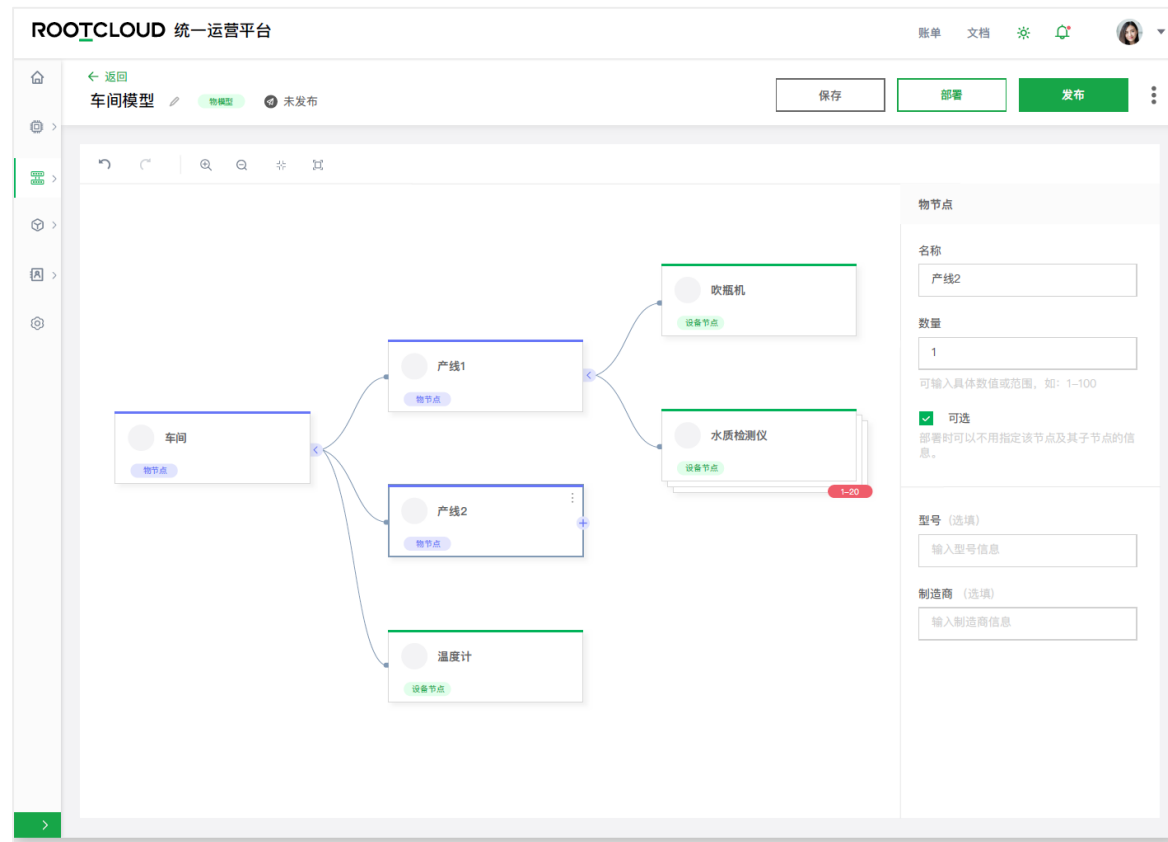 ROOTCLOUD 统一运营平台
账单 文档
返回
车间模型 物模型 未发布
保存 部署 发布
物节点
名称
产线2
数量
1
可输入具体数值或范围，如：1-100
可选
部署时可以不用指定该节点及其子节点的信
息。
型号（选填）
输入型号信息
制造商（选填）
输入制造商信息
车间
物节点
产线1
物节点
产线2
物节点
温度计
设备节点
吹瓶机
设备节点
水质检测仪
设备节点
1-20